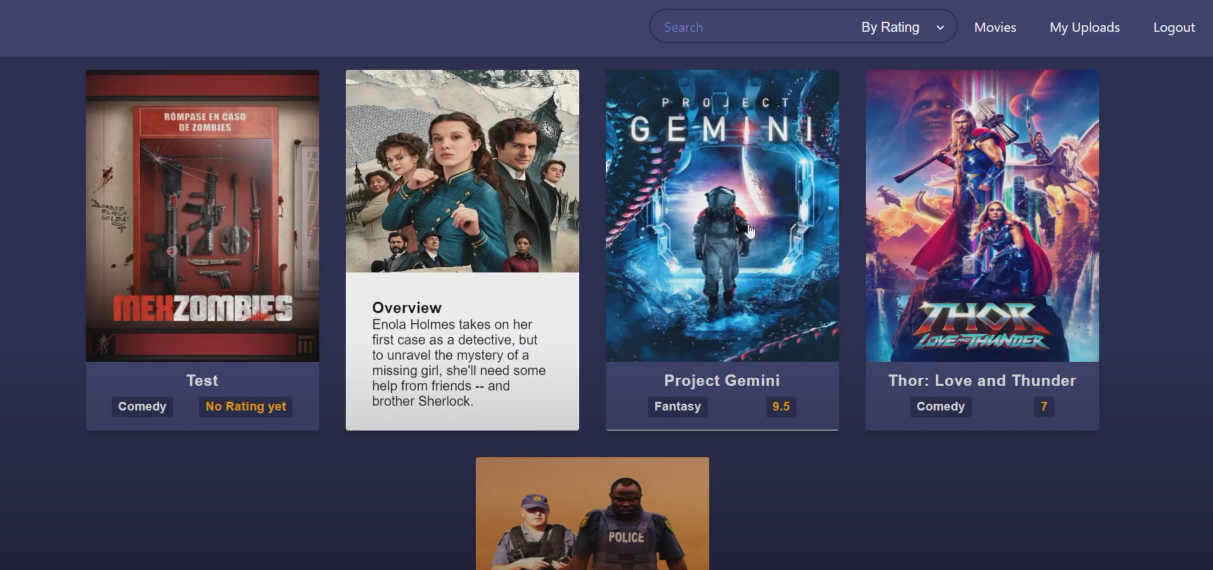 Search
By Rating
Movies
My Uploads
Logout
RÓMPASE EN CASO
DE ZOMBIES
MEXZOMBIES
Test
Comedy
No Rating yet
Overview
Enola Holmes takes on her
first case as a detective, but
to unravel the mystery of a
missing girl, she'll need some
help from friends -- and
brother Sherlock.
PROJECT
GEMINI
Project Gemini
Fantasy
9.5
THOR
LOVE AND THUNDER
Thor: Love and Thunder
Comedy
7
POLICE